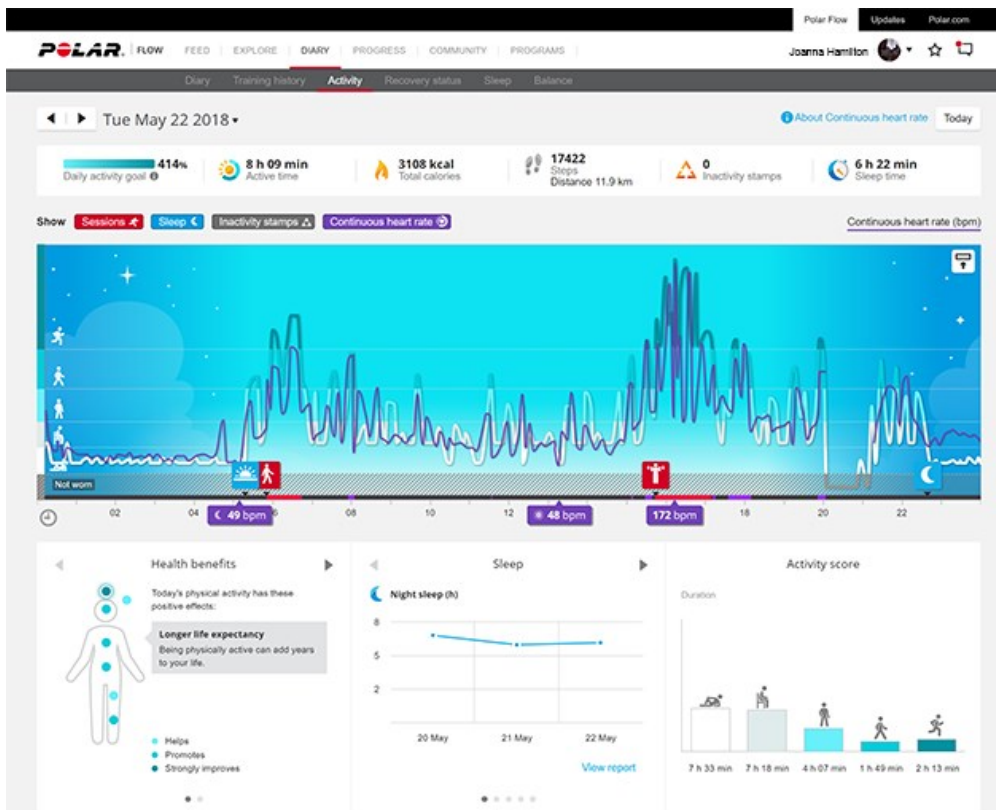 Polar Flow Updates Polar.com
POLAR. FLOW FEED EXPLORE DIARY PROGRESS COMMUNITY PROGRAMS
Joanna Hamilton
Diary Training history Activity Recovery status Sleep Balance
Tue May 22 2018
About Continuous heart rate Today
414%
Daily activity goal
8 h 09 min
Active time
3108 kcal
Total calories
17422
Steps
Distance 11.9 km
0
Inactivity stamps
6 h 22 min
Sleep time
Show Sessions Sleep Inactivity stamps Continuous heart rate
Continuous heart rate (bpm)
Not worn
02 04 49 bpm 6 08 10 12 48 bpm 172 bpm 18 20 22
Health benefits
Today's physical activity has these
positive effects:
Longer life expectancy
Being physically active can add years
to your life.
Helps
Promotes
Strongly improves
Sleep
Night sleep (h)
8
5
2
20 May 21 May 22 May
View report
Activity score
Duration
7 h 33 min 7 h 18 min 4 h 07 min 1 h 49 min 2 h 13 min